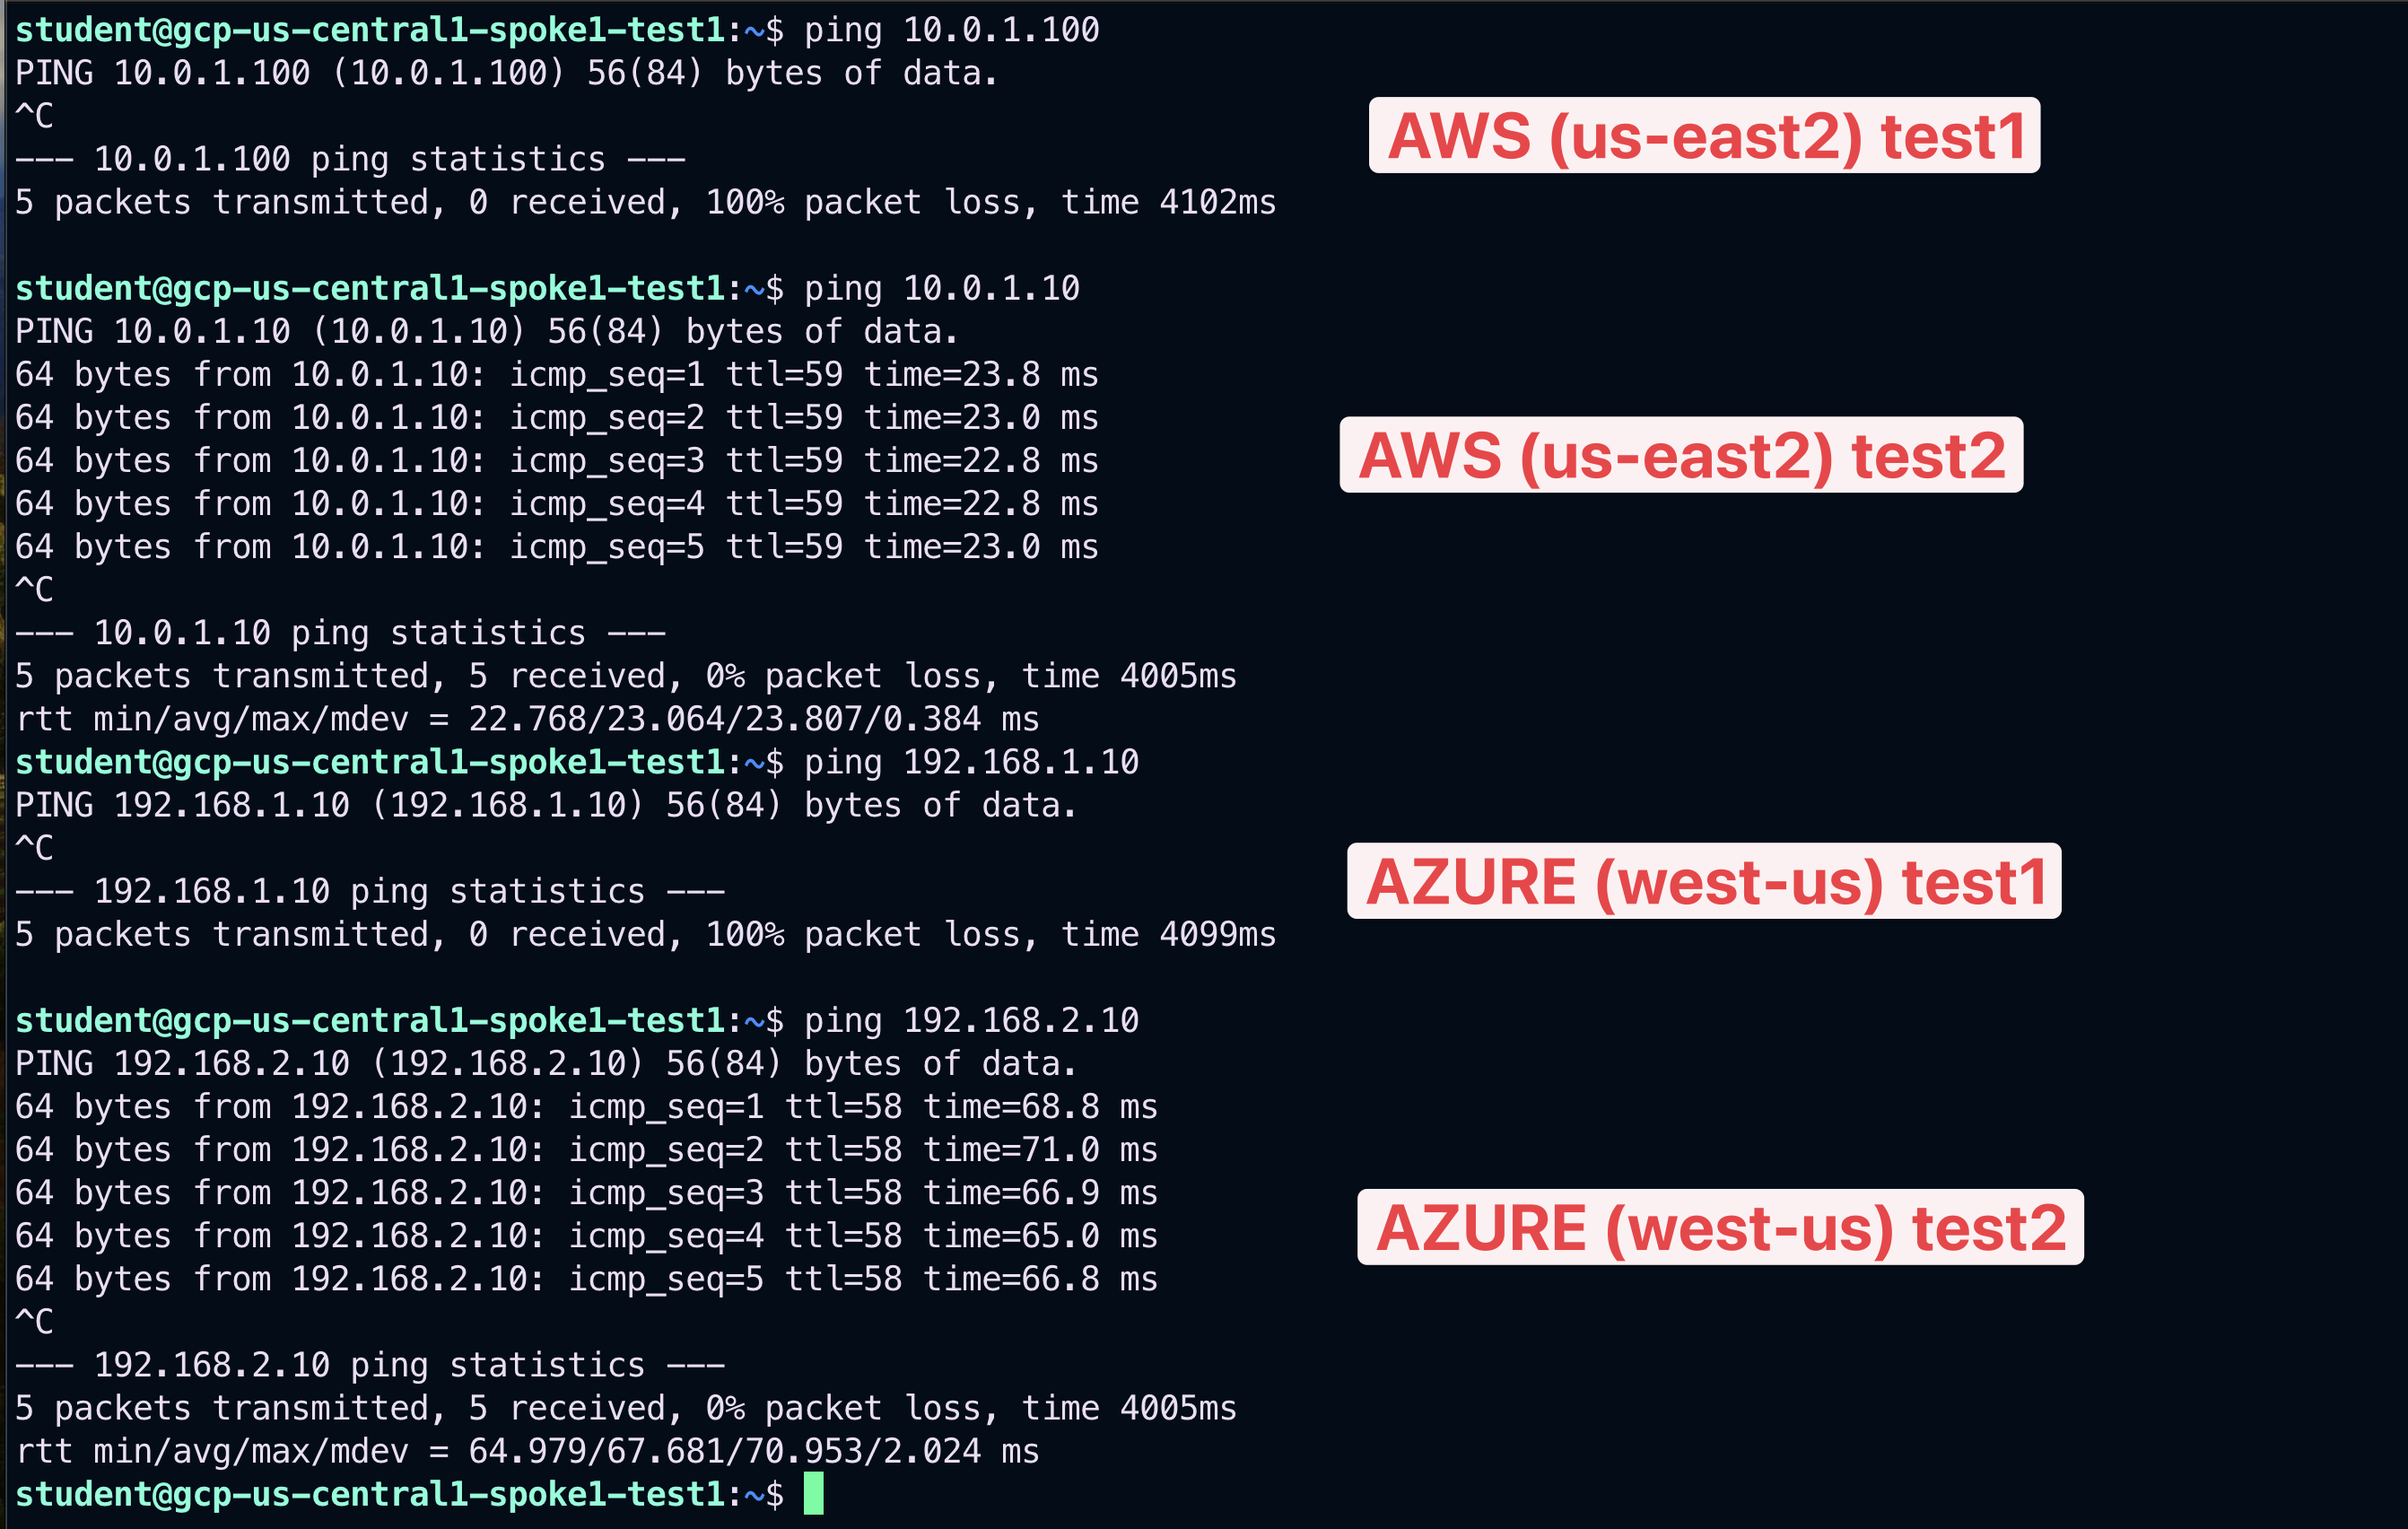 student@gcp-us-central1-spoke1-test1:~$ ping 10.0.1.100
PING 10.0.1.100 (10.0.1.100) 56(84) bytes of data.
^C
AWS (us-east2) test1
--- 10.0.1.100 ping statistics ---
5 packets transmitted, 0 received, 100% packet loss, time 4102ms
student@gcp-us-central1-spoke1-test1:~$ ping 10.0.1.10
PING 10.0.1.10 (10.0.1.10) 56(84) bytes of data.
64 bytes from 10.0.1.10: icmp_seq=1 ttl=59 time=23.8 ms
64 bytes from 10.0.1.10: icmp_seq=2 ttl=59 time=23.0 ms
AWS (us-east2) test2
64 bytes from 10.0.1.10: icmp_seq=3 ttl=59 time=22.8 ms
64 bytes from 10.0.1.10: icmp_seq=4 ttl=59 time=22.8 ms
64 bytes from 10.0.1.10: icmp_seq=5 ttl=59 time=23.0 ms
^C
--- 10.0.1.10 ping statistics ---
5 packets transmitted, 5 received, 0% packet loss, time 4005ms
rtt min/avg/max/mdev = 22.768/23.064/23.807/0.384 ms
student@gcp-us-central1-spoke1-test1:~$ ping 192.168.1.10
PING 192.168.1.10 (192.168.1.10) 56(84) bytes of data.
^C
AZURE (west-us) test1
--- 192.168.1.10 ping statistics ---
5 packets transmitted, 0 received, 100% packet loss, time 4099ms
student@gcp-us-central1-spoke1-test1:~$ ping 192.168.2.10
PING 192.168.2.10 (192.168.2.10) 56(84) bytes of data.
64 bytes from 192.168.2.10: icmp_seq=1 ttl=58 time=68.8 ms
64 bytes from 192.168.2.10: icmp_seq=2 ttl=58 time=71.0 ms
64 bytes from 192.168.2.10: icmp_seq=3 ttl=58 time=66.9 ms
AZURE (west-us) test2
64 bytes from 192.168.2.10: icmp_seq=4 ttl=58 time=65.0 ms
64 bytes from 192.168.2.10: icmp_seq=5 ttl=58 time=66.8 ms
^C
--- 192.168.2.10 ping statistics ---
5 packets transmitted, 5 received, 0% packet loss, time 4005ms
rtt min/avg/max/mdev = 64.979/67.681/70.953/2.024 ms
student@gcp-us-central1-spoke1-test1:~$